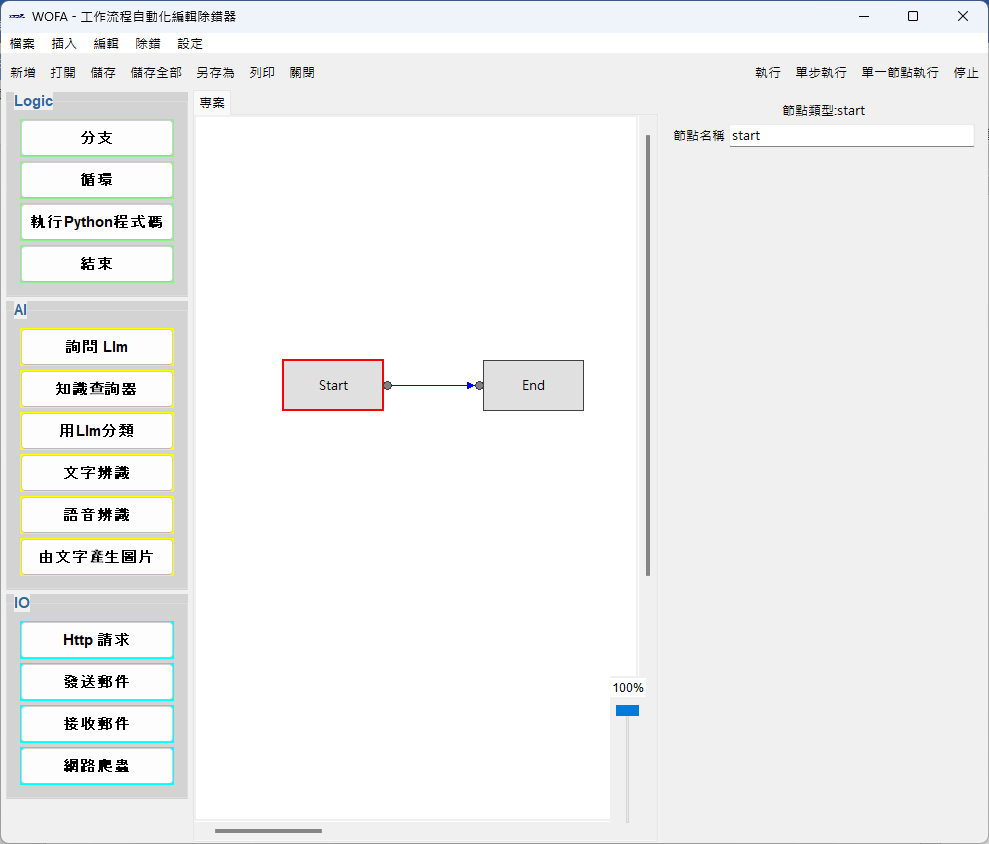 WOFA - 工作流程自動化編輯除錯器
檔案 插入 編輯 除錯 設定
新增 打開 儲存 儲存全部 另存為 列印 關閉 執行 單步執行 單一節點執行 停止
Logic
分支
循環
執行Python程式碼
結束
AI
詢問 Llm
知識查詢器
用Llm分類
文字辨識
語音辨識
由文字產生圖片
IO
Http 請求
發送郵件
接收郵件
網路爬蟲
專案
Start
End
100%
節點類型:start
節點名稱 start